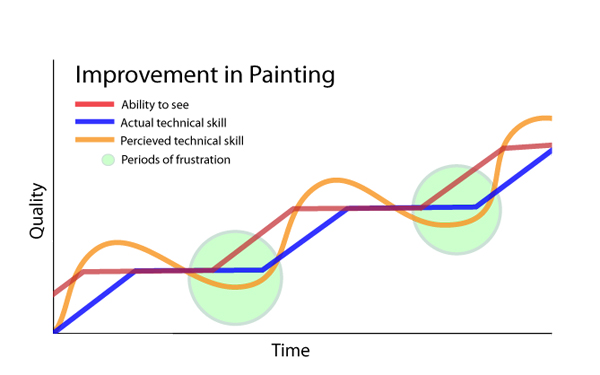 Improvement in Painting
Ability to see
Actual technical skill
Percieved technical skill
Periods of frustration
Quality
Time